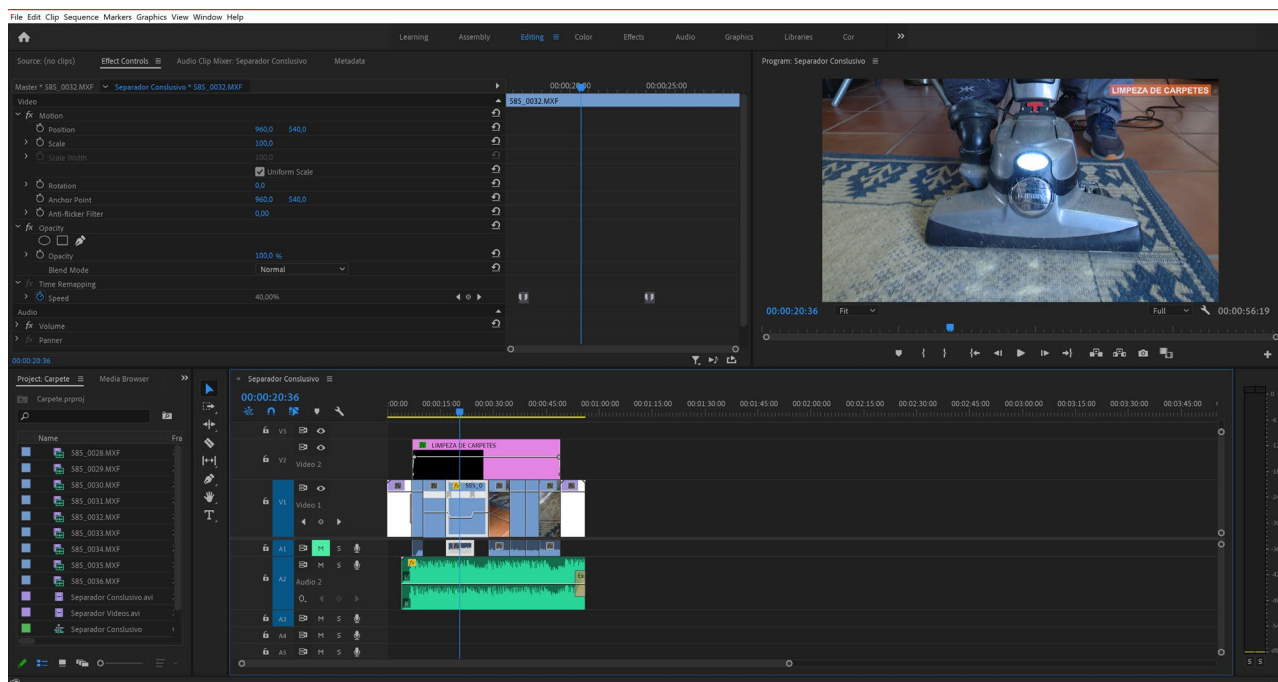 File Edit Clip Sequence Markers Graphics View Window Help
Learning Assembly Editing Color Effects Audio Graphics Libraries Cor
Source: (no clips) Effect Controls Audio Clip Mixer: Separador Conslusivo Metadata
Master * S85_0032.MXF Separador Conslusivo * S85_0032.MXF
00:00:20:00 00:00:25:00
Video
S85_0032.MXF
fx Motion
Position 960,0 540,0
Scale 100,0
Scale Width 100,0
Uniform Scale
Rotation 0,0
Anchor Point 960,0 540,0
Anti-flicker Filter 0,00
fx Opacity
Opacity 100,0 %
Blend Mode Normal
fx Time Remapping
Speed 40,00%
Audio
fx Volume
fx Panner
00:00:20:36
Program: Separador Conslusivo
LIMPEZA DE CARPETES
00:00:20:36 Fit Full 00:00:56:19
Project: Carpete Media Browser
Carpete.prproj
Name Fra
S85_0028.MXF
S85_0029.MXF
S85_0030.MXF
S85_0031.MXF
S85_0032.MXF
S85_0033.MXF
S85_0034.MXF
S85_0035.MXF
S85_0036.MXF
Separador Conslusivo.avi
Separador Videos.avi
Separador Conslusivo
Separador Conslusivo
00:00:20:36
:00:00 00:00:15:00 00:00:30:00 00:00:45:00 00:01:00:00 00:01:15:00 00:01:30:00 00:01:45:00 00:02:00:00 00:02:15:00 00:02:30:00 00:02:45:00 00:03:00:00 00:03:15:00 00:03:30:00 00:03:45:00
V3
LIMPEZA DE CARPETES
V2 Video 2
S85_0
V1 Video 1
A1 M S
M S
A2 Audio 2
A3 M S
A4 M S
A5 M S
S S